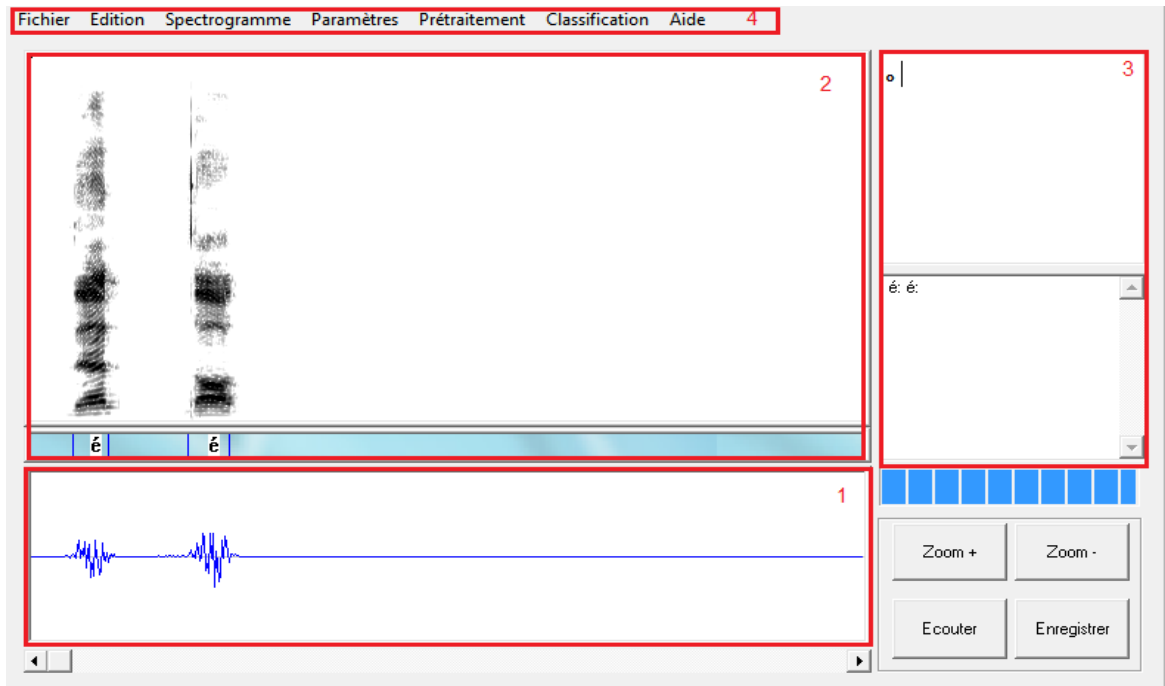 Fichier Edition Spectrogramme Paramètres Prétraitement Classification Aide 4
2
3
é: é:
é é
1
Zoom + Zoom -
Ecouter Enregistrer